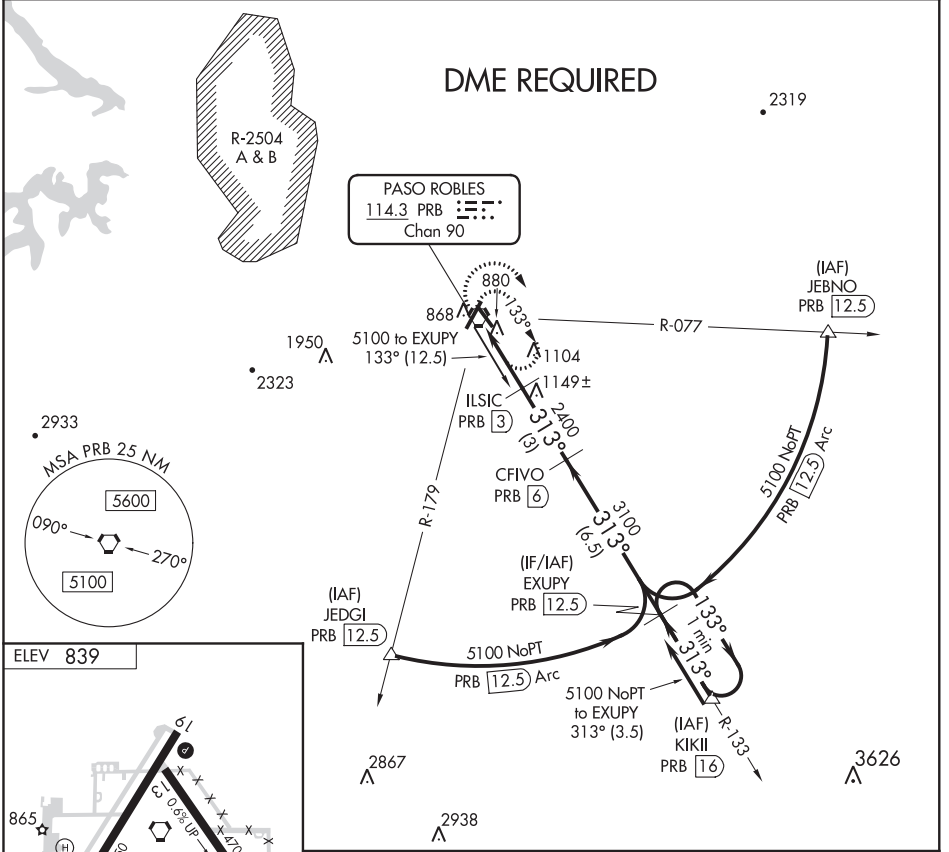 DME REQUIRED
2319
R-2504
A & B
PASO ROBLES
114.3 PRB
Chan 90
(IAF)
JEBNO
PRB 12.5
880
868
133°
R-077
1950
5100 to EXUPY
133° (12.5)
1104
2323
1149±
ILSIC
PRB 3
2400
313°
(3)
2933
MSA PRB 25 NM
5600
090°
270°
5100
CFIVO
PRB 6
R-179
5100 NoPT
PRB 12.5 Arc
3100
313°
(6.5)
(IF/IAF)
EXUPY
PRB 12.5
(IAF)
JEDGI
PRB 12.5
133°
1 min
313°
5100 NoPT
PRB 12.5 Arc
5100 NoPT
to EXUPY
313° (3.5)
(IAF)
KIKII
PRB 16
R-133
ELEV 839
19
P
13
0.6% UP
865
H
2867
3626
2938